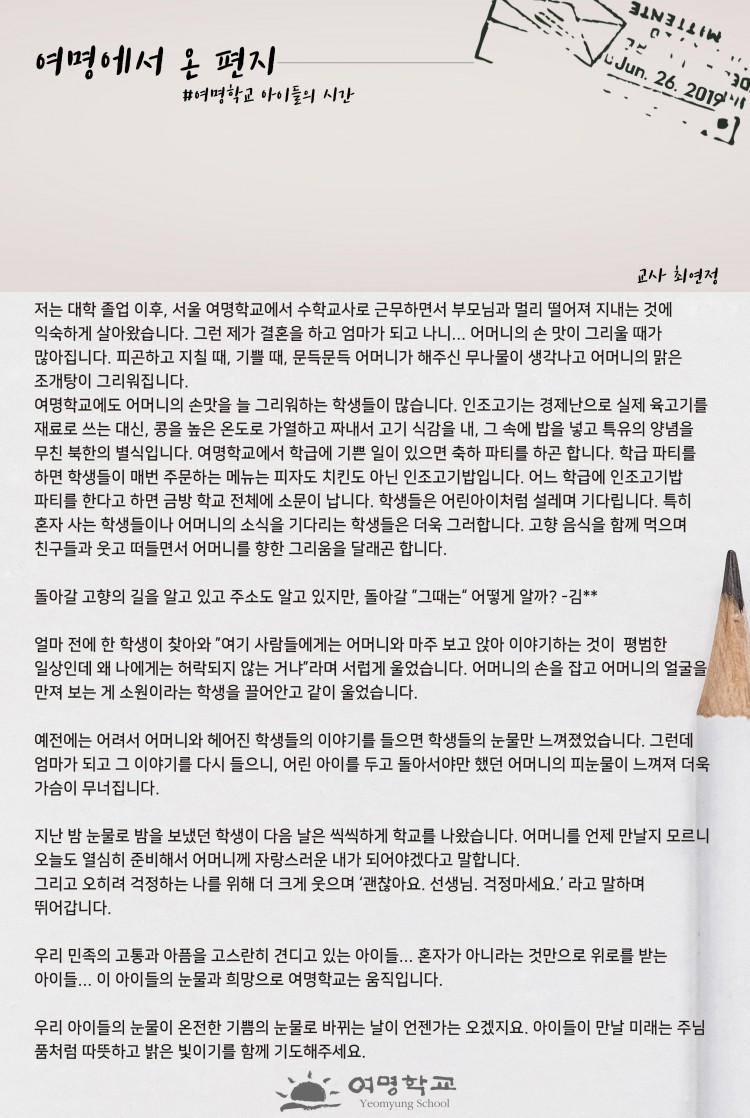 여명에서 온 편지
#여명학교 아이들의 시간
MITTENTE
Jun. 26. 2019
교사 최연정
저는 대학 졸업 이후, 서울 여명학교에서 수학교사로 근무하면서 부모님과 멀리 떨어져 지내는 것에
익숙하게 살아왔습니다. 그런 제가 결혼을 하고 엄마가 되고 나니... 어머니의 손 맛이 그리울 때가
많아집니다. 피곤하고 지칠 때, 기쁠 때, 문득문득 어머니가 해주신 무나물이 생각나고 어머니의 맑은
조개탕이 그리워집니다.
여명학교에도 어머니의 손맛을 늘 그리워하는 학생들이 많습니다. 인조고기는 경제난으로 실제 육고기를
재료로 쓰는 대신, 콩을 높은 온도로 가열하고 짜내서 고기 식감을 내, 그 속에 밥을 넣고 특유의 양념을
무친 북한의 별식입니다. 여명학교에서 학급에 기쁜 일이 있으면 축하 파티를 하곤 합니다. 학급 파티를
하면 학생들이 매번 주문하는 메뉴는 피자도 치킨도 아닌 인조고기밥입니다. 어느 학급에 인조고기밥
파티를 한다고 하면 금방 학교 전체에 소문이 납니다. 학생들은 어린아이처럼 설레며 기다립니다. 특히
혼자 사는 학생들이나 어머니의 소식을 기다리는 학생들은 더욱 그러합니다. 고향 음식을 함께 먹으며
친구들과 웃고 떠들면서 어머니를 향한 그리움을 달래곤 합니다.
돌아갈 고향의 길을 알고 있고 주소도 알고 있지만, 돌아갈 "그때는" 어떻게 알까? -김**
얼마 전에 한 학생이 찾아와 "여기 사람들에게는 어머니와 마주 보고 앉아 이야기하는 것이 평범한
일상인데 왜 나에게는 허락되지 않는 거냐"라며 서럽게 울었습니다. 어머니의 손을 잡고 어머니의 얼굴을
만져 보는 게 소원이라는 학생을 끌어안고 같이 울었습니다.
예전에는 어려서 어머니와 헤어진 학생들의 이야기를 들으면 학생들의 눈물만 느껴졌었습니다. 그런데
엄마가 되고 그 이야기를 다시 들으니, 어린 아이를 두고 돌아서야만 했던 어머니의 피눈물이 느껴져 더욱
가슴이 무너집니다.
지난 밤 눈물로 밤을 보냈던 학생이 다음 날은 씩씩하게 학교를 나왔습니다. 어머니를 언제 만날지 모르니
오늘도 열심히 준비해서 어머니께 자랑스러운 내가 되어야겠다고 말합니다.
그리고 오히려 걱정하는 나를 위해 더 크게 웃으며 '괜찮아요. 선생님. 걱정마세요.' 라고 말하며
뛰어갑니다.
우리 민족의 고통과 아픔을 고스란히 견디고 있는 아이들... 혼자가 아니라는 것만으로 위로를 받는
아이들... 이 아이들의 눈물과 희망으로 여명학교는 움직입니다.
우리 아이들의 눈물이 온전한 기쁨의 눈물로 바뀌는 날이 언젠가는 오겠지요. 아이들이 만날 미래는 주님
품처럼 따뜻하고 밝은 빛이기를 함께 기도해주세요.
여명학교
Yeomyung School